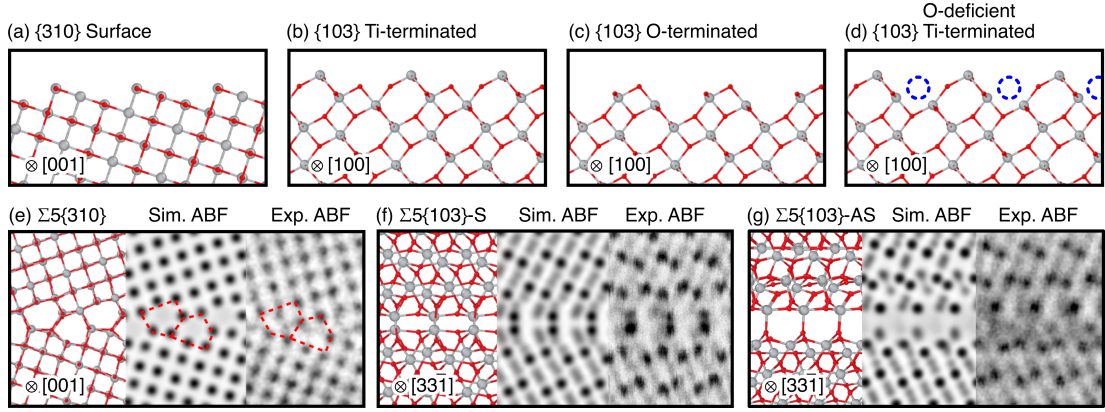 (a) {310} Surface
(b) {103} Ti-terminated
(c) {103} O-terminated
O-deficient
(d) {103} Ti-terminated
⊗ [001]
⊗ [100]
⊗ [100]
⊗ [100]
(e) Σ5{310} Sim. ABF Exp. ABF
(f) Σ5{103}-S Sim. ABF Exp. ABF
(g) Σ5{103}-AS Sim. ABF Exp. ABF
⊗ [001]
⊗ [331̅]
⊗ [331̅]